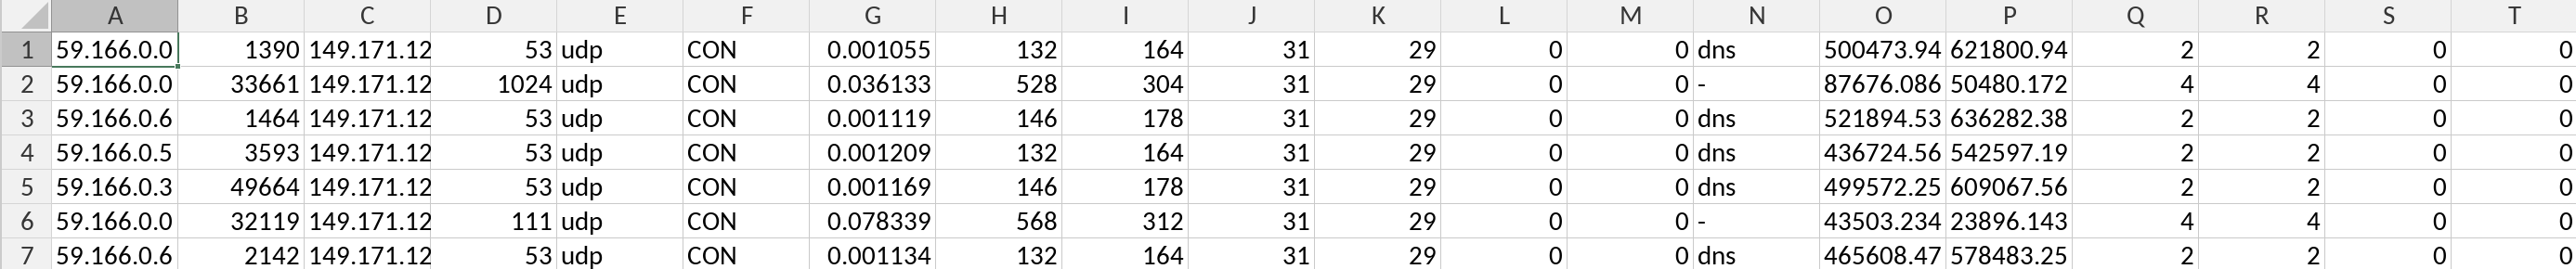 A B C D E F G H I J K L M N O P Q R S T
1 59.166.0.0 1390 149.171.12 53 udp CON 0.001055 132 164 31 29 0 0 dns 500473.94 621800.94 2 2 0 0
2 59.166.0.0 33661 149.171.12 1024 udp CON 0.036133 528 304 31 29 0 0 - 87676.086 50480.172 4 4 0 0
3 59.166.0.6 1464 149.171.12 53 udp CON 0.001119 146 178 31 29 0 0 dns 521894.53 636282.38 2 2 0 0
4 59.166.0.5 3593 149.171.12 53 udp CON 0.001209 132 164 31 29 0 0 dns 436724.56 542597.19 2 2 0 0
5 59.166.0.3 49664 149.171.12 53 udp CON 0.001169 146 178 31 29 0 0 dns 499572.25 609067.56 2 2 0 0
6 59.166.0.0 32119 149.171.12 111 udp CON 0.078339 568 312 31 29 0 0 - 43503.234 23896.143 4 4 0 0
7 59.166.0.6 2142 149.171.12 53 udp CON 0.001134 132 164 31 29 0 0 dns 465608.47 578483.25 2 2 0 0